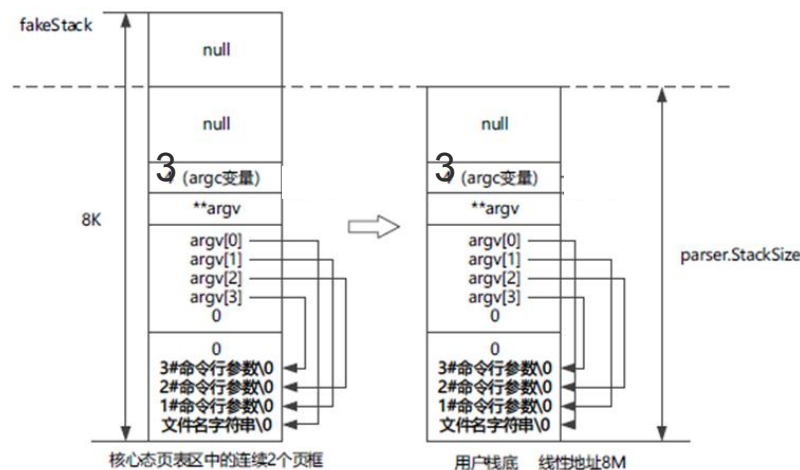 fakeStack
null
null
3 (argc变量)
**argv
8K
argv[0]
argv[1]
argv[2]
argv[3]
0
0
3#命令行参数\0
2#命令行参数\0
1#命令行参数\0
文件名字符串\0
核心态页表区中的连续2个页框
null
3 (argc变量)
**argv
argv[0]
argv[1]
argv[2]
argv[3]
0
0
3#命令行参数\0
2#命令行参数\0
1#命令行参数\0
文件名字符串\0
parser.StackSize
用户栈底 线性地址8M